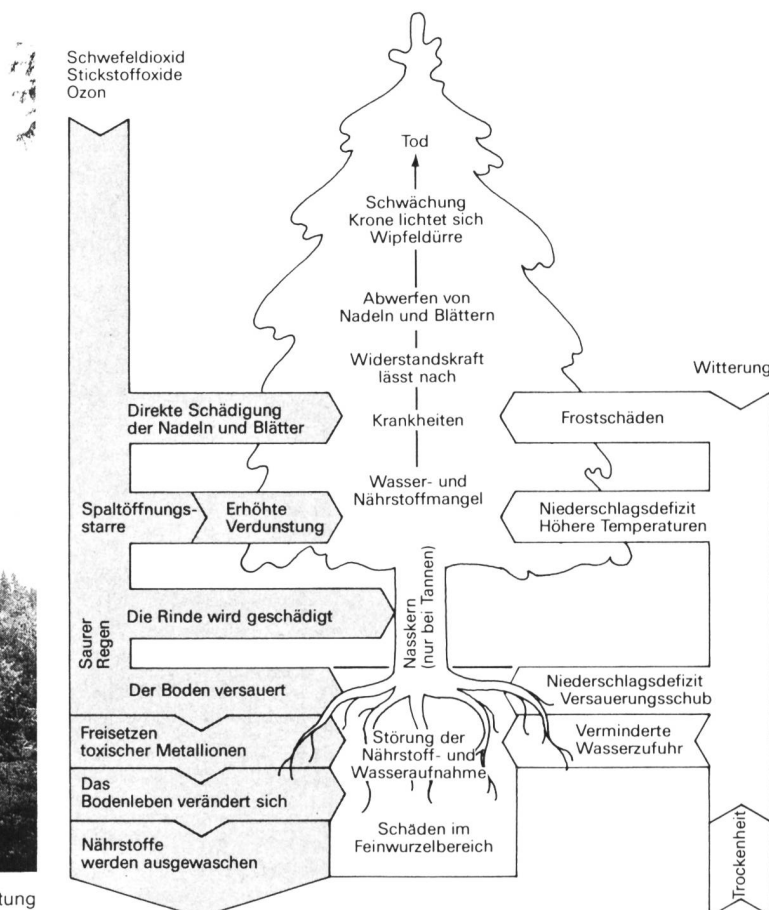 Schwefeldioxid
Stickstoffoxide
Ozon
Tod
Schwächung
Krone lichtet sich
Wipfeldürre
Abwerfen von
Nadeln und Blättern
Widerstandskraft
lässt nach
Witterung
Direkte Schädigung
der Nadeln und Blätter
Krankheiten
Frostschäden
Wasser- und
Nährstoffmangel
Spaltöffnungs-
starre
Erhöhte
Verdunstung
Niederschlagsdefizit
Höhere Temperaturen
Nasskern
(nur bei Tannen)
Die Rinde wird geschädigt
Saurer
Regen
Der Boden versauert
Niederschlagsdefizit
Versauerungsschub
Freisetzen
toxischer Metallionen
Störung der
Nährstoff- und
Wasseraufnahme
Verminderte
Wasserzufuhr
Das
Bodenleben verändert sich
Nährstoffe
werden ausgewaschen
Schäden im
Feinwurzelbereich
Trockenheit